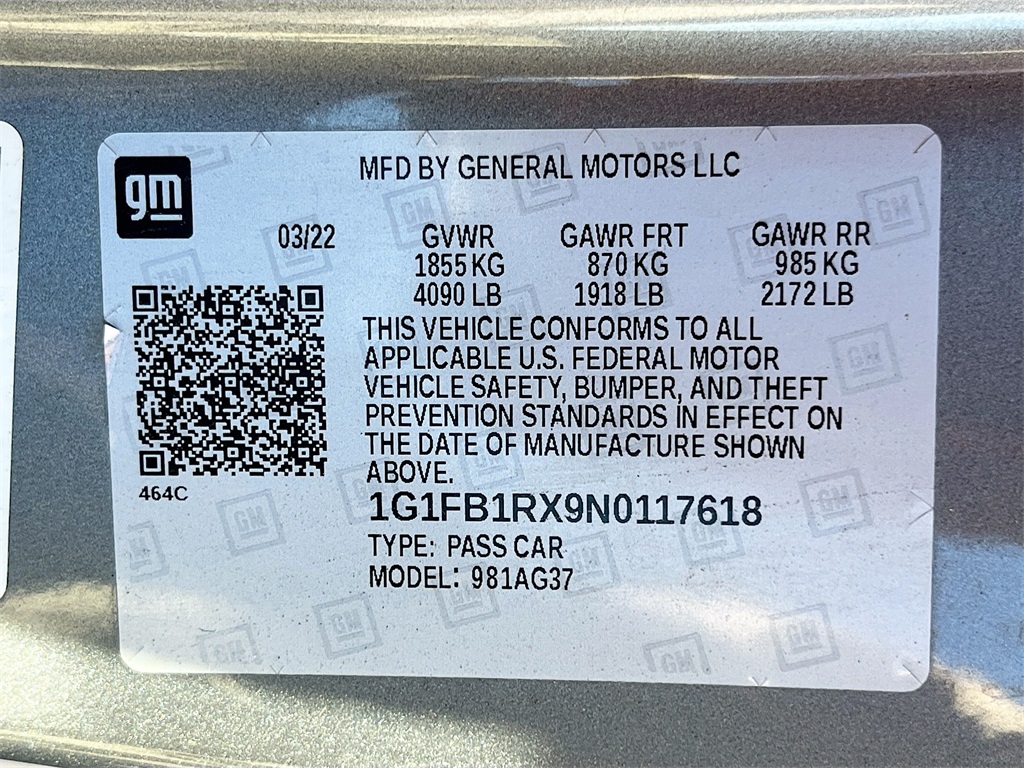 gm
MFD BY GENERAL MOTORS LLC
03/22 GVWR GAWR FRT GAWR RR
1855 KG 870 KG 985 KG
4090 LB 1918 LB 2172 LB
THIS VEHICLE CONFORMS TO ALL
APPLICABLE U.S. FEDERAL MOTOR
VEHICLE SAFETY, BUMPER, AND THEFT
PREVENTION STANDARDS IN EFFECT ON
THE DATE OF MANUFACTURE SHOWN
ABOVE.
464C
1G1FB1RX9N0117618
TYPE: PASS CAR
MODEL: 981AG37